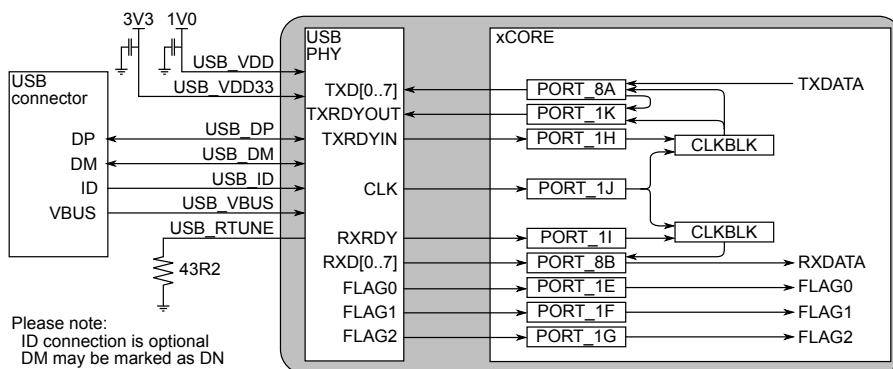 3V3
1V0
USB
PHY
xCORE
USB_VDD
USB
connector
USB_VDD33
TXD[0..7]
PORT_8A
TXDATA
TXRDYOUT
PORT_1K
DP
USB_DP
TXRDYIN
PORT_1H
CLKBLK
DM
USB_DM
ID
USB_ID
CLK
PORT_1J
VBUS
USB_VBUS
USB_RTUNE
RXRDY
PORT_1I
CLKBLK
43R2
RXD[0..7]
PORT_8B
RXDATA
FLAG0
PORT_1E
FLAG0
FLAG1
PORT_1F
FLAG1
FLAG2
PORT_1G
FLAG2
Please note:
ID connection is optional
DM may be marked as DN